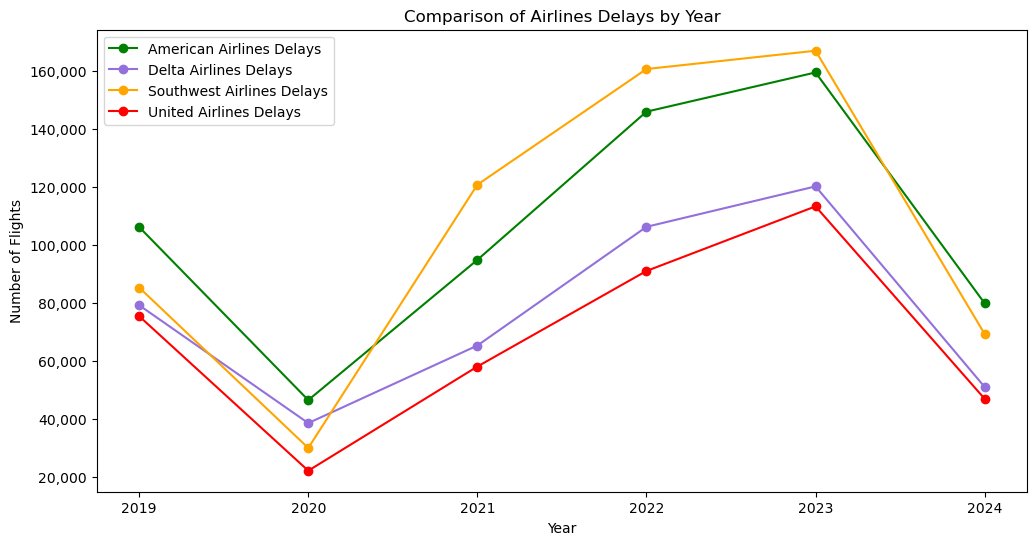 Comparison of Airlines Delays by Year
American Airlines Delays
Delta Airlines Delays
Southwest Airlines Delays
United Airlines Delays
Number of Flights
160,000
140,000
120,000
100,000
80,000
60,000
40,000
20,000
2019 2020 2021 2022 2023 2024
Year